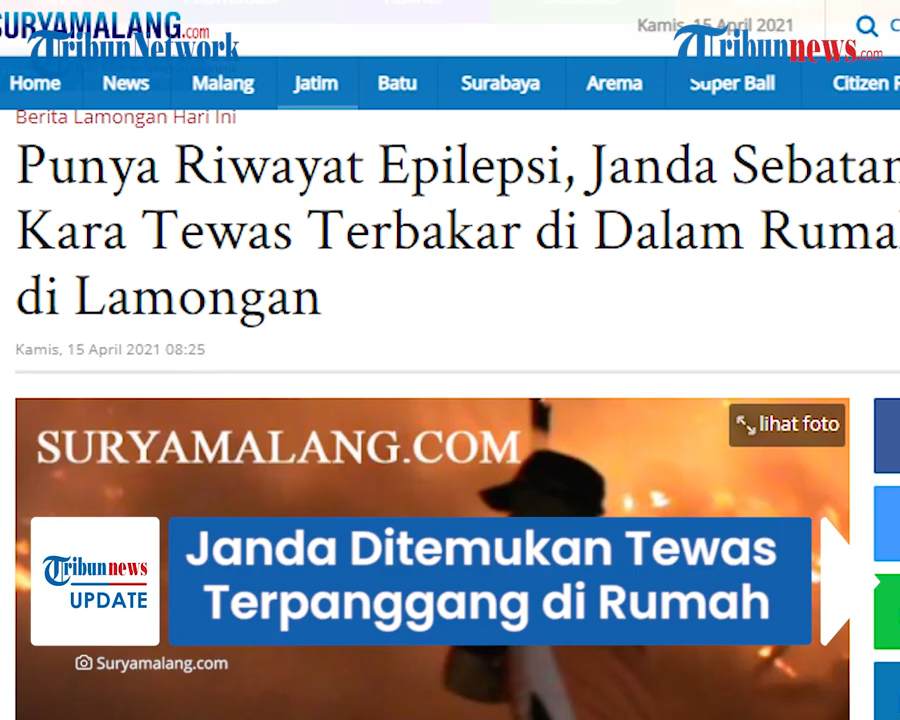 SURYAMALANG.com
TribunNetwork
Kamis, 15 April 2021
Tribunnews.com
Home News Malang Jatim Batu Surabaya Arema Super Ball Citizen
Berita Lamongan Hari Ini
Punya Riwayat Epilepsi, Janda
Kara Tewas Terbakar di Dalam
di Lamongan
Kamis, 15 April 2021 08:25
lihat foto
SURYAMALANG.COM
Janda Ditemukan Tewas
Terpanggang di Rumah
Tribunnews
UPDATE
Suryamalang.com